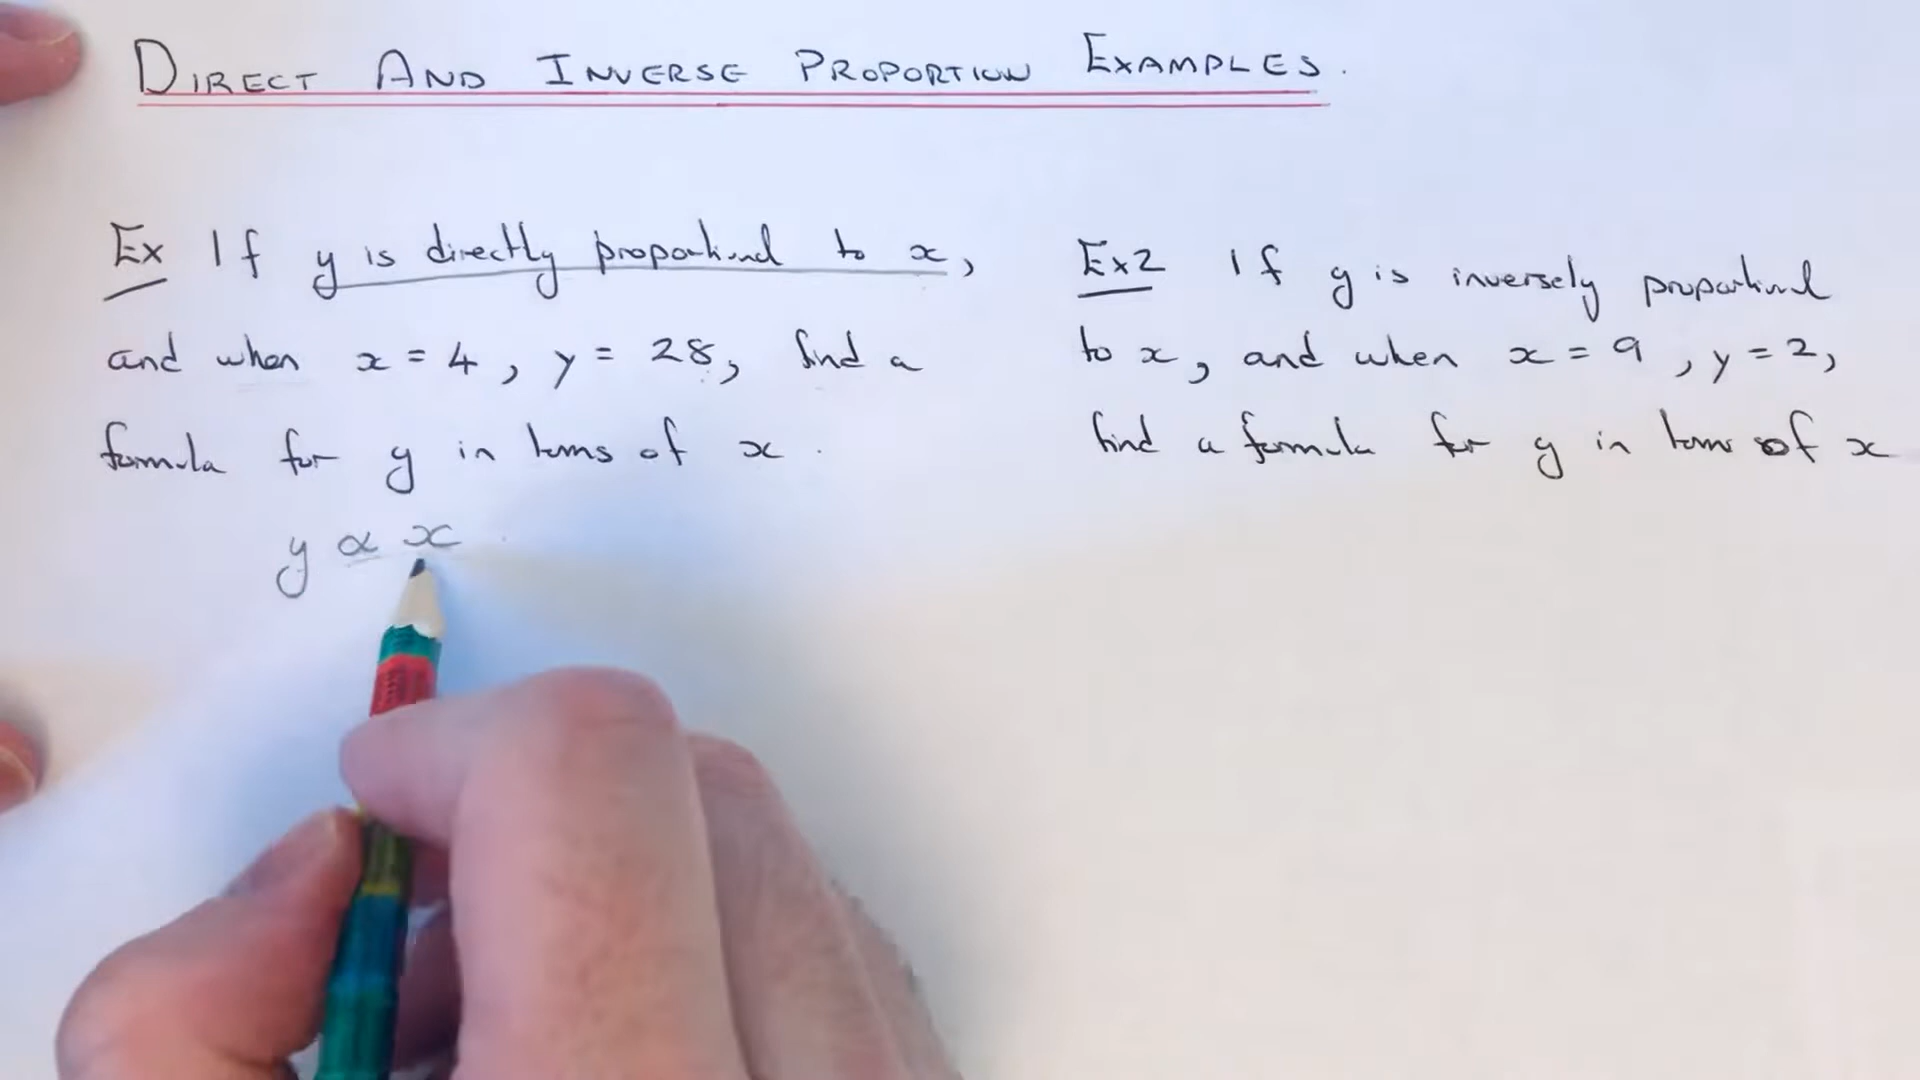 DIRECT AND INVERSE PROPORTION EXAMPLES.
Ex If y is directly proportional to x,
and when x = 4, y = 28, find a
formula for y in terms of x.
y ∝ x
Ex2 If y is inversely proportional
to x, and when x = 9, y = 2,
find a formula for y in terms of x